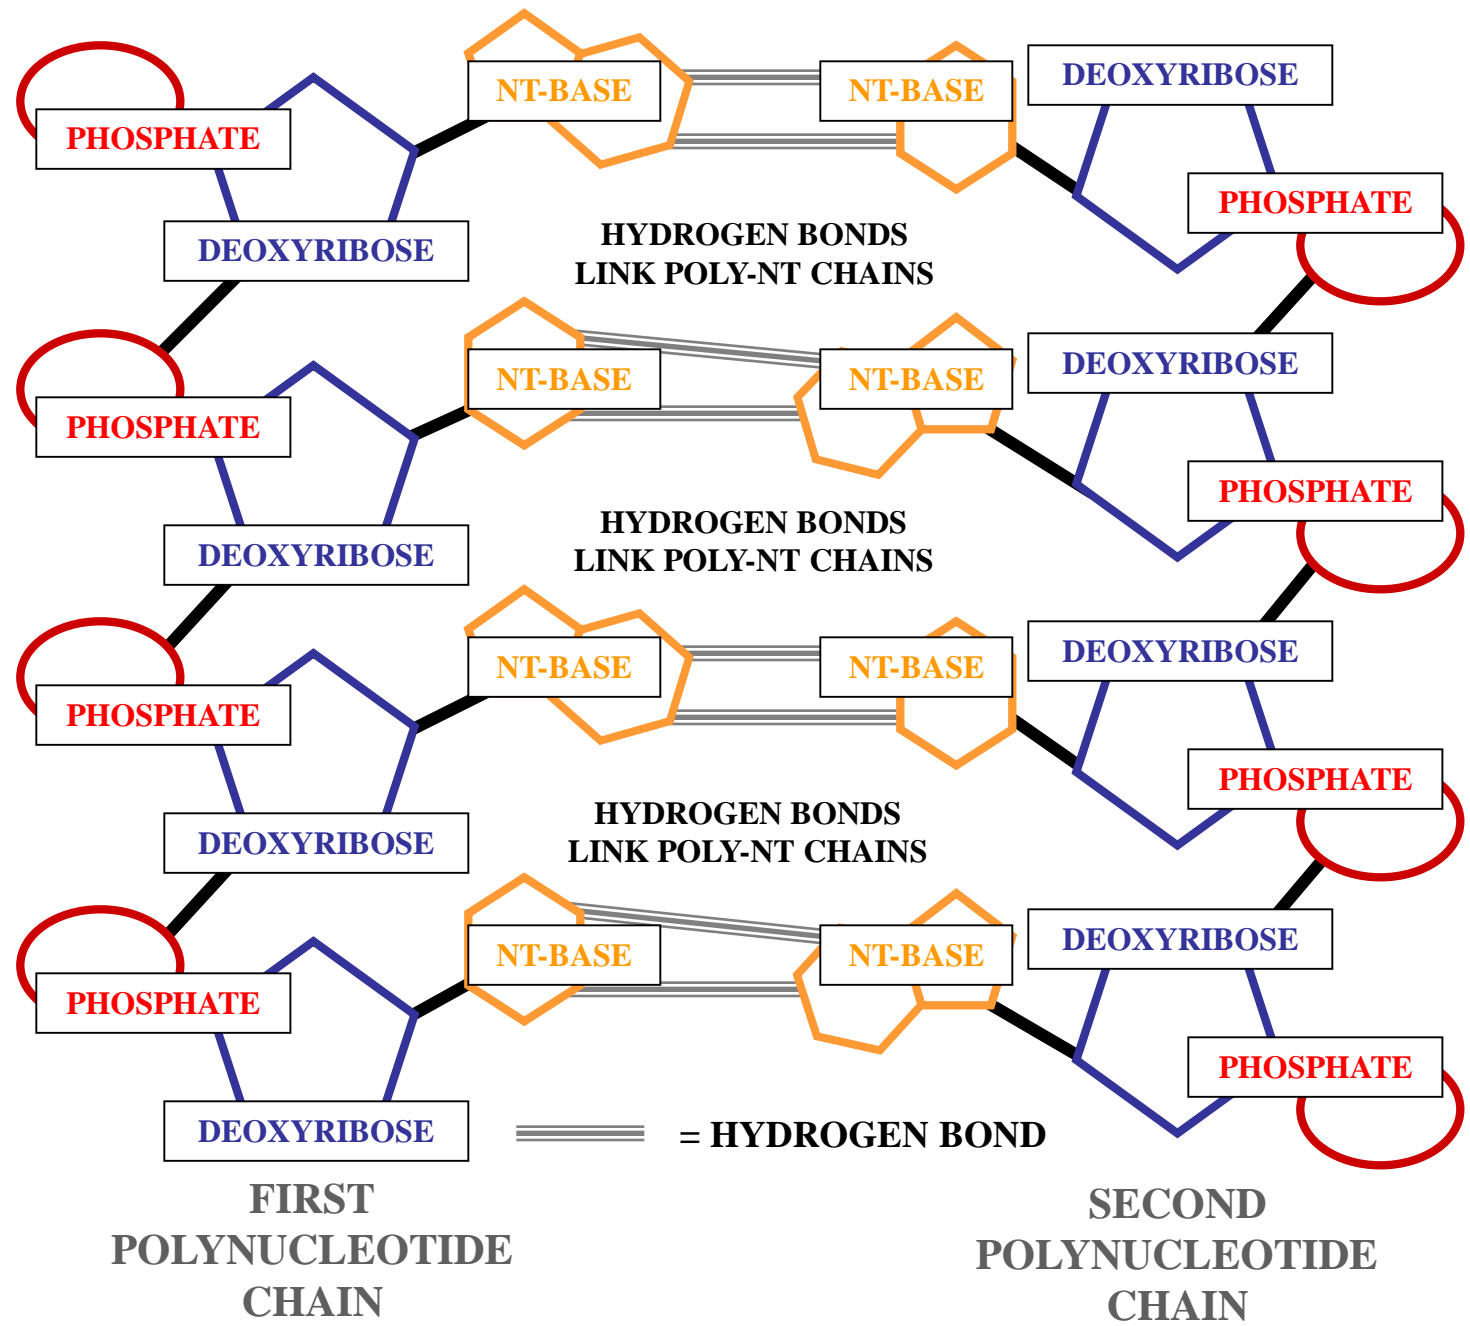 NT-BASE NT-BASE DEOXYRIBOSE
PHOSPHATE
PHOSPHATE
DEOXYRIBOSE
HYDROGEN BONDS
LINK POLY-NT CHAINS
NT-BASE NT-BASE DEOXYRIBOSE
PHOSPHATE
PHOSPHATE
DEOXYRIBOSE
HYDROGEN BONDS
LINK POLY-NT CHAINS
NT-BASE NT-BASE DEOXYRIBOSE
PHOSPHATE
PHOSPHATE
DEOXYRIBOSE
HYDROGEN BONDS
LINK POLY-NT CHAINS
NT-BASE NT-BASE DEOXYRIBOSE
PHOSPHATE
PHOSPHATE
DEOXYRIBOSE
= HYDROGEN BOND
FIRST
POLYNUCLEOTIDE
CHAIN
SECOND
POLYNUCLEOTIDE
CHAIN